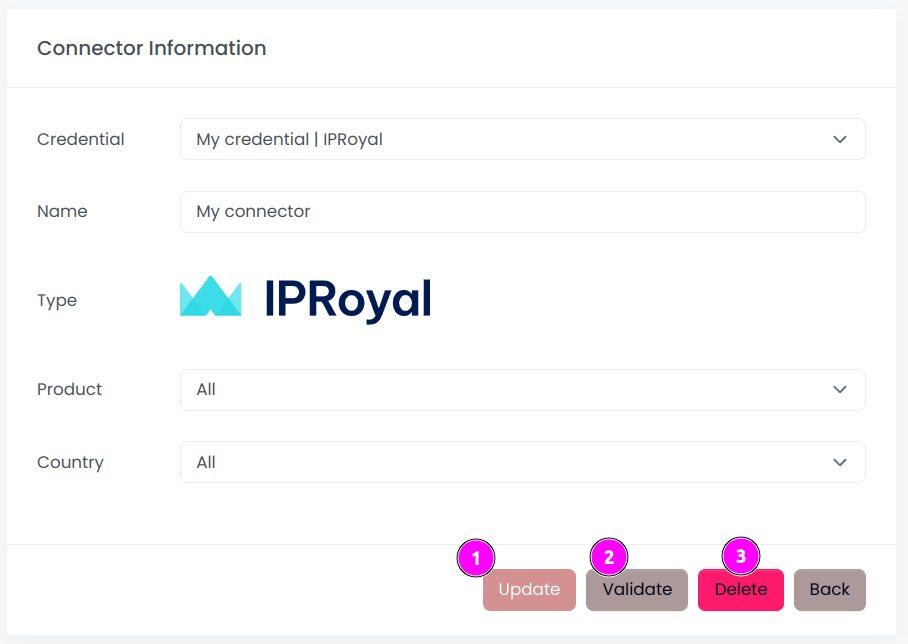 Connector Information
Credential My credential | IPRoyal
Name My connector
Type IPRoyal
Product All
Country All
1 2 3
Update Validate Delete Back